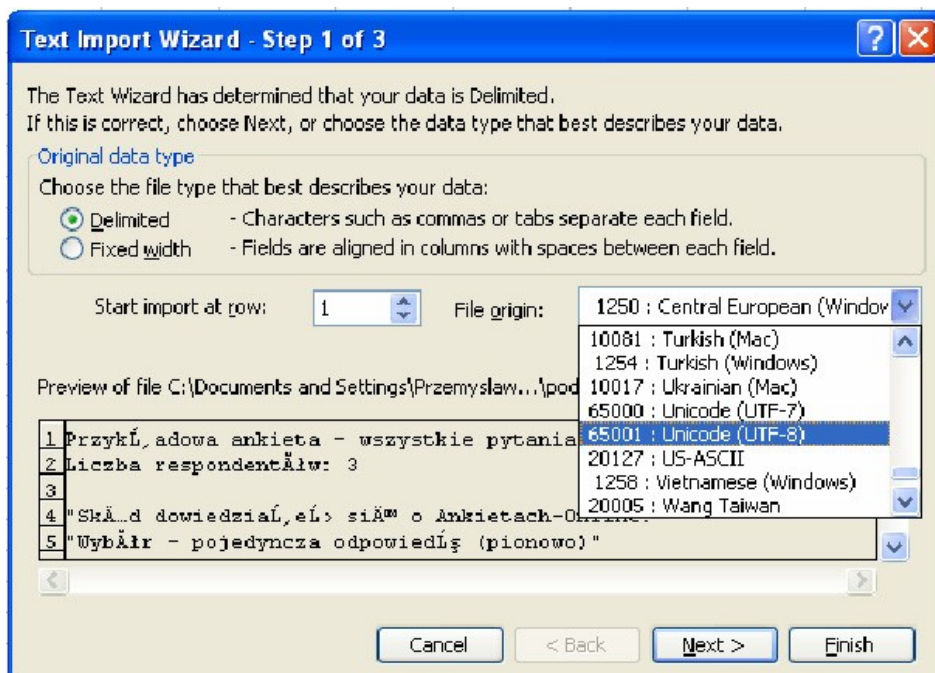 Text Import Wizard - Step 1 of 3
The Text Wizard has determined that your data is Delimited.
If this is correct, choose Next, or choose the data type that best describes your data.
Original data type
Choose the file type that best describes your data:
Delimited - Characters such as commas or tabs separate each field.
Fixed width - Fields are aligned in columns with spaces between each field.
Start import at row: 1 File origin: 1250 : Central European (Window
10081 : Turkish (Mac)
1254 : Turkish (Windows)
10017 : Ukrainian (Mac)
65000 : Unicode (UTF-7)
65001 : Unicode (UTF-8)
20127 : US-ASCII
1258 : Vietnamese (Windows)
20005 : Wang Taiwan
Preview of file C:\Documents and Settings\Przemyslaw...\pod
1 PrzykĹ‚adowa ankieta - wszystkie pytania
2 Liczba respondentĂłw: 3
3
4 "SkÄ…d dowiedziaĹ‚eĹ› siÄ™ o Ankietach-Online.
5 "WybĂłr - pojedyncza odpowiedĹş (pionowo)"
Cancel < Back Next > Finish